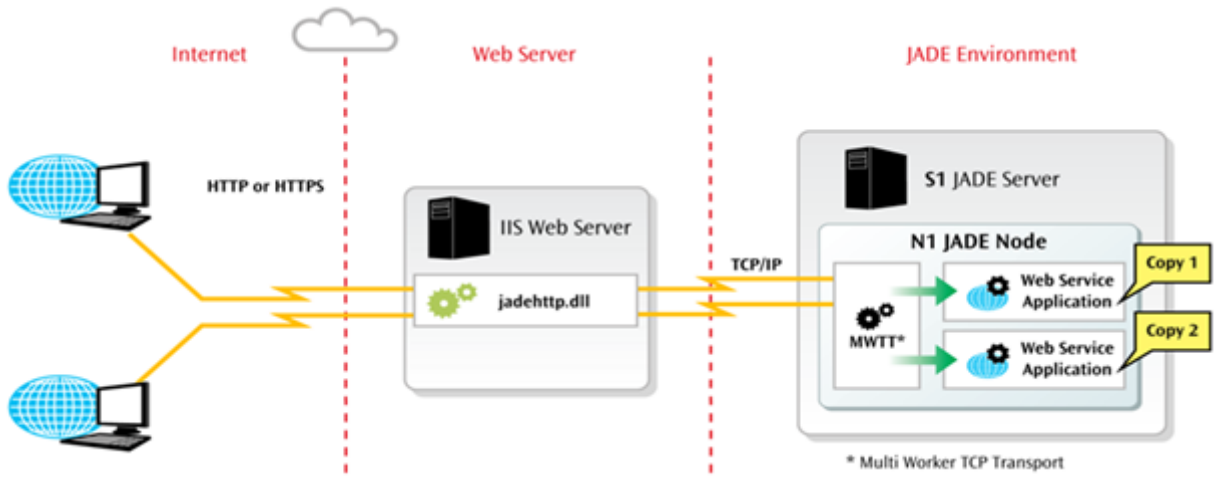 Internet
Web Server
JADE Environment
HTTP or HTTPS
IIS Web Server
jadehttp.dll
TCP/IP
S1 JADE Server
N1 JADE Node
MWTT*
Web Service
Application
Copy 1
Web Service
Application
Copy 2
* Multi Worker TCP Transport